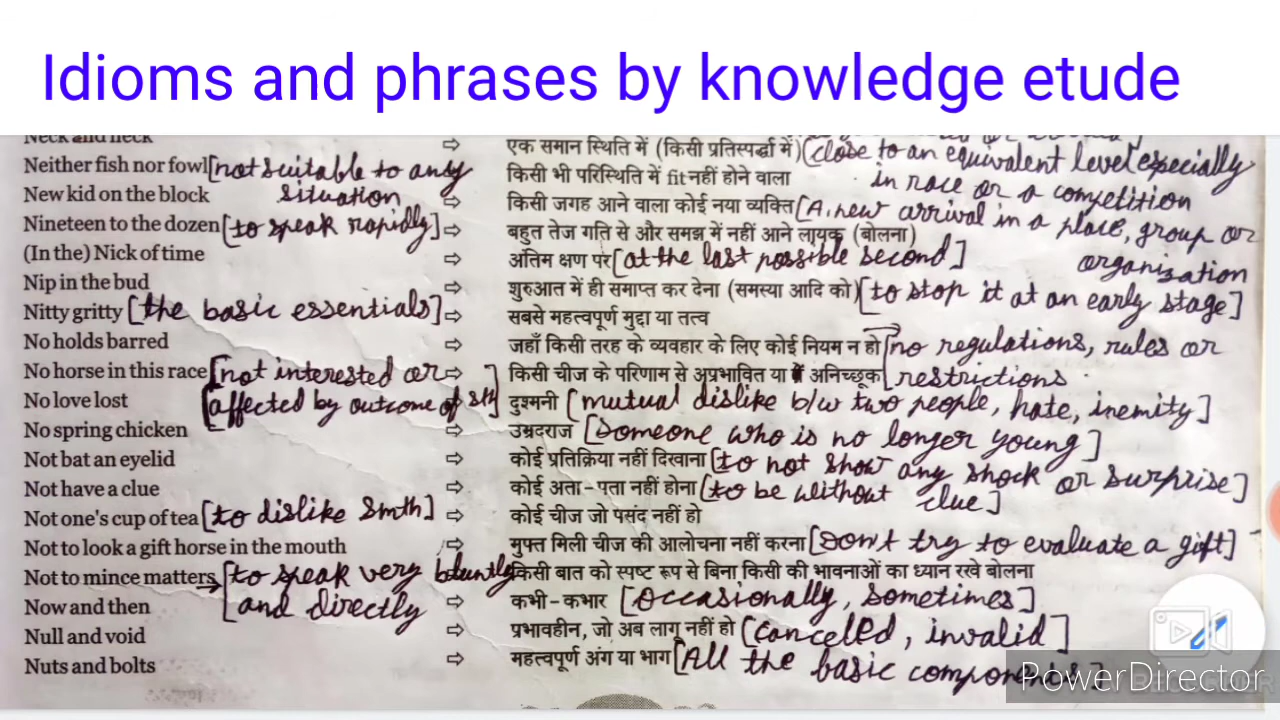 Idioms and phrases by knowledge etude
Neck and neck ⇨ एक समान स्थिति में (किसी प्रतिस्पर्द्धा में) [close to an equivalent level especially
in race or a competition
Neither fish nor fowl [not suitable to any situation किसी भी परिस्थिति में fit नहीं होने वाला
New kid on the block ⇨ किसी जगह आने वाला कोई नया व्यक्ति [A new arrival in a place, group or
organization
Nineteen to the dozen [to speak rapidly] ⇨ बहुत तेज गति से और समझ में नहीं आने लायक (बोलना)
(In the) Nick of time ⇨ अंतिम क्षण पर [at the last possible second]
Nip in the bud ⇨ शुरुआत में ही समाप्त कर देना (समस्या आदि को) [to stop it at an early stage]
Nitty gritty [the basic essentials] ⇨ सबसे महत्वपूर्ण मुद्दा या तत्व
No holds barred ⇨ जहाँ किसी तरह के व्यवहार के लिए कोई नियम न हो [no regulations, rules or
restrictions
No horse in this race [not interested or ⇨ किसी चीज के परिणाम से अप्रभावित या अनिच्छूक
affected by outcome of sth]
No love lost दुश्मनी [mutual dislike b/w two people, hate, inemity]
No spring chicken ⇨ उम्रदराज [Someone who is no longer young]
Not bat an eyelid ⇨ कोई प्रतिक्रिया नहीं दिखाना [to not show any shock or surprise]
Not have a clue ⇨ कोई अता-पता नहीं होना [to be without clue]
Not one's cup of tea [to dislike smth] ⇨ कोई चीज जो पसंद नहीं हो
Not to look a gift horse in the mouth ⇨ मुफ्त मिली चीज की आलोचना नहीं करना [Don't try to evaluate a gift]
Not to mince matters → [to speak very bluntly किसी बात को स्पष्ट रूप से बिना किसी की भावनाओं का ध्यान रखे बोलना
and directly
Now and then ⇨ कभी-कभार [Occasionally, Sometimes]
Null and void ⇨ प्रभावहीन, जो अब लागू नहीं हो [canceled, invalid]
Nuts and bolts ⇨ महत्वपूर्ण अंग या भाग [All the basic components]
PowerDirector